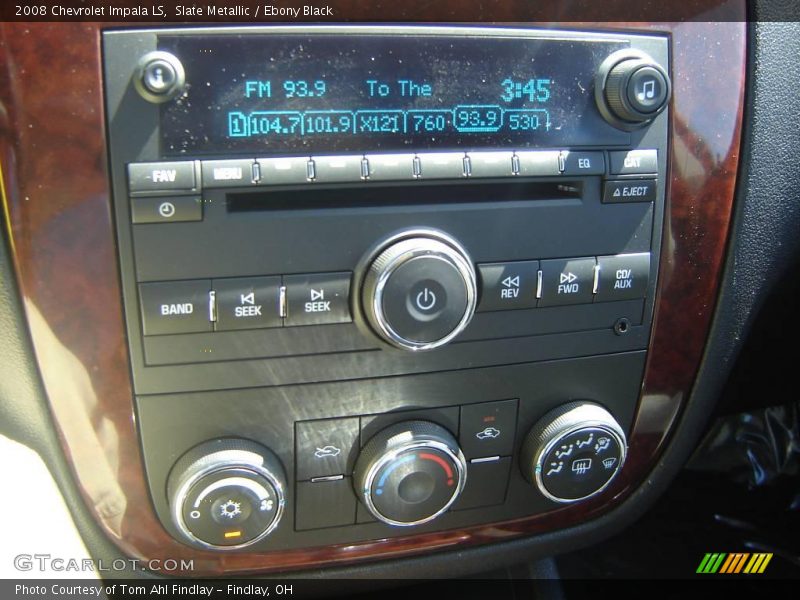 2008 Chevrolet Impala LS,  Slate Metallic / Ebony Black
FM 93.9 To The 3:45
1 104.7 101.9 X121 760 93.9 530
FAV MENU EQ CAT
EJECT
BAND SEEK SEEK REV FWD CD/AUX
GTCARLOT.COM
Photo Courtesy of Tom Ahl Findlay - Findlay, OH